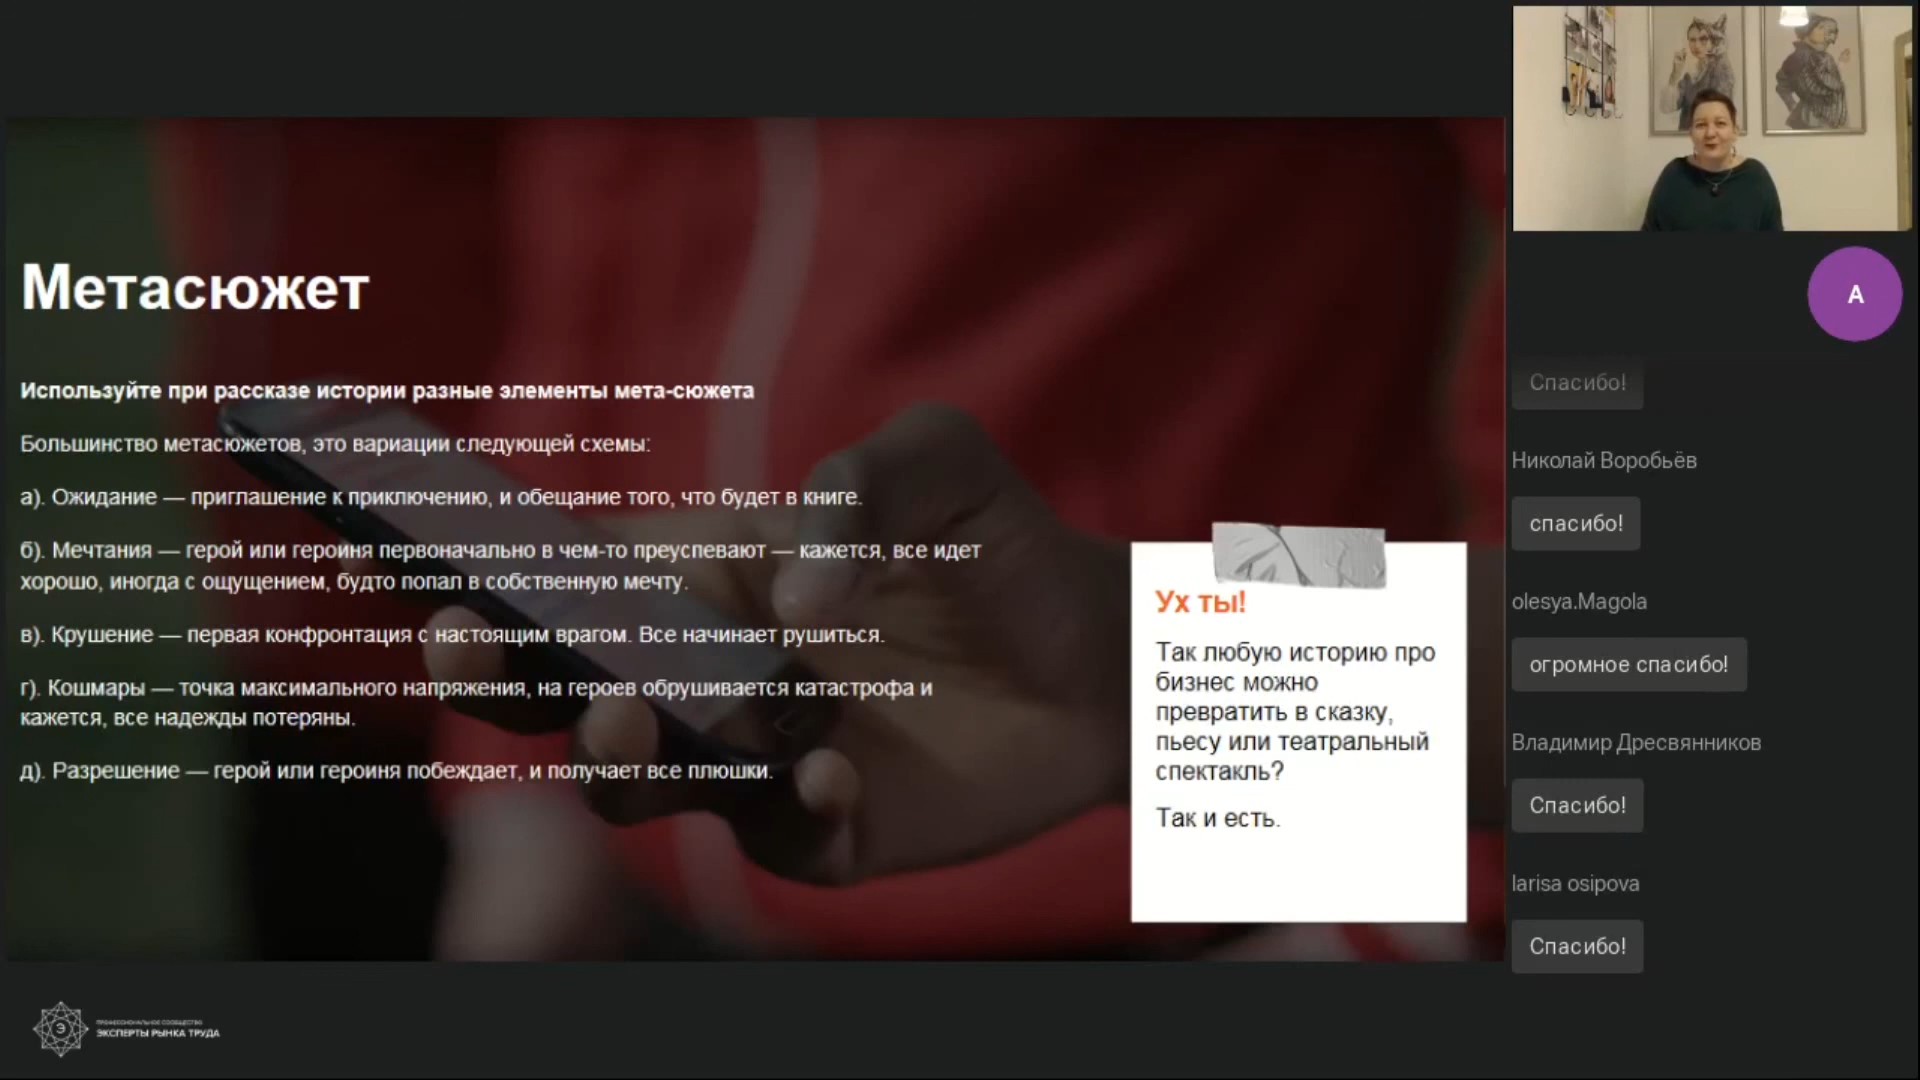 Метасюжет
Используйте при рассказе истории разные элементы мета-сюжета
Большинство метасюжетов, это вариации следующей схемы:
а). Ожидание — приглашение к приключению, и обещание того, что будет в книге.
б). Мечтания — герой или героиня первоначально в чем-то преуспевают — кажется, все идет
хорошо, иногда с ощущением, будто попал в собственную мечту.
в). Крушение — первая конфронтация с настоящим врагом. Все начинает рушиться.
г). Кошмары — точка максимального напряжения, на героев обрушивается катастрофа и
кажется, все надежды потеряны.
д). Разрешение — герой или героиня побеждает, и получает все плюшки.
Ух ты!
Так любую историю про
бизнес можно
превратить в сказку,
пьесу или театральный
спектакль?
Так и есть.
А
Спасибо!
Николай Воробьёв
спасибо!
olesya.Magola
огромное спасибо!
Владимир Дресвянников
Спасибо!
larisa osipova
Спасибо!
Э
ПРОФЕССИОНАЛЬНОЕ СООБЩЕСТВО
ЭКСПЕРТЫ РЫНКА ТРУДА